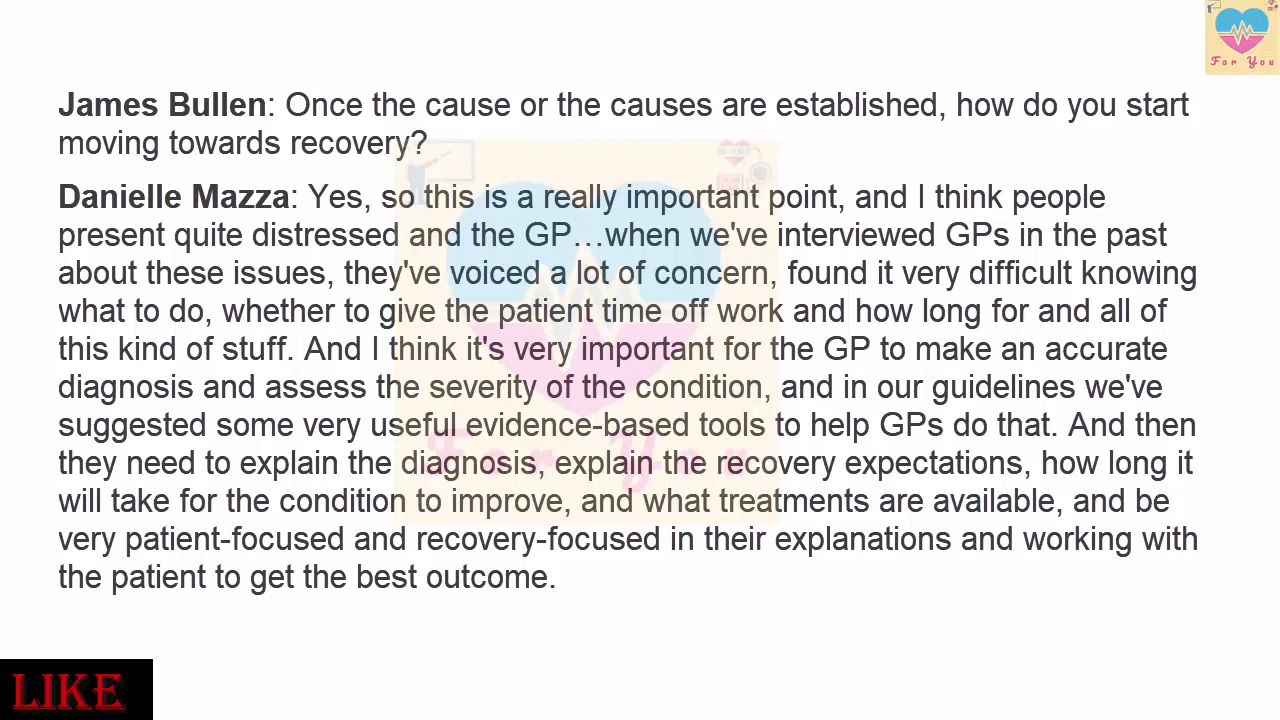 For You
James Bullen: Once the cause or the causes are established, how do you start
moving towards recovery?
Danielle Mazza: Yes, so this is a really important point, and I think people
present quite distressed and the GP…when we've interviewed GPs in the past
about these issues, they've voiced a lot of concern, found it very difficult knowing
what to do, whether to give the patient time off work and how long for and all of
this kind of stuff. And I think it's very important for the GP to make an accurate
diagnosis and assess the severity of the condition, and in our guidelines we've
suggested some very useful evidence-based tools to help GPs do that. And then
they need to explain the diagnosis, explain the recovery expectations, how long it
will take for the condition to improve, and what treatments are available, and be
very patient-focused and recovery-focused in their explanations and working with
the patient to get the best outcome.
For You
LIKE